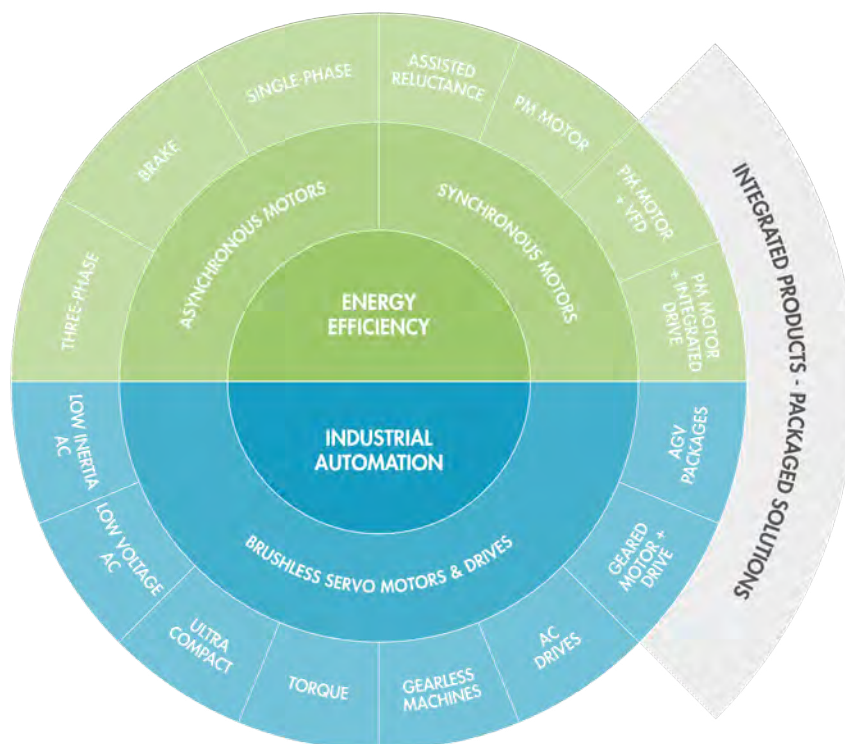 SINGLE-PHASE
ASSISTED
RELUCTANCE
PM MOTOR
BRAKE
PM MOTOR
+ VFD
THREE-PHASE
PM MOTOR
+ INTEGRATED
DRIVE
ASYNCHRONOUS MOTORS
SYNCHRONOUS MOTORS
ENERGY
EFFICIENCY
INTEGRATED PRODUCTS - PACKAGED SOLUTIONS
INDUSTRIAL
AUTOMATION
BRUSHLESS SERVO MOTORS & DRIVES
LOW INERTIA
AC
LOW VOLTAGE
AC
ULTRA
COMPACT
TORQUE
GEARLESS
MACHINES
AC
DRIVES
GEARED
MOTOR +
DRIVE
AGV
PACKAGES